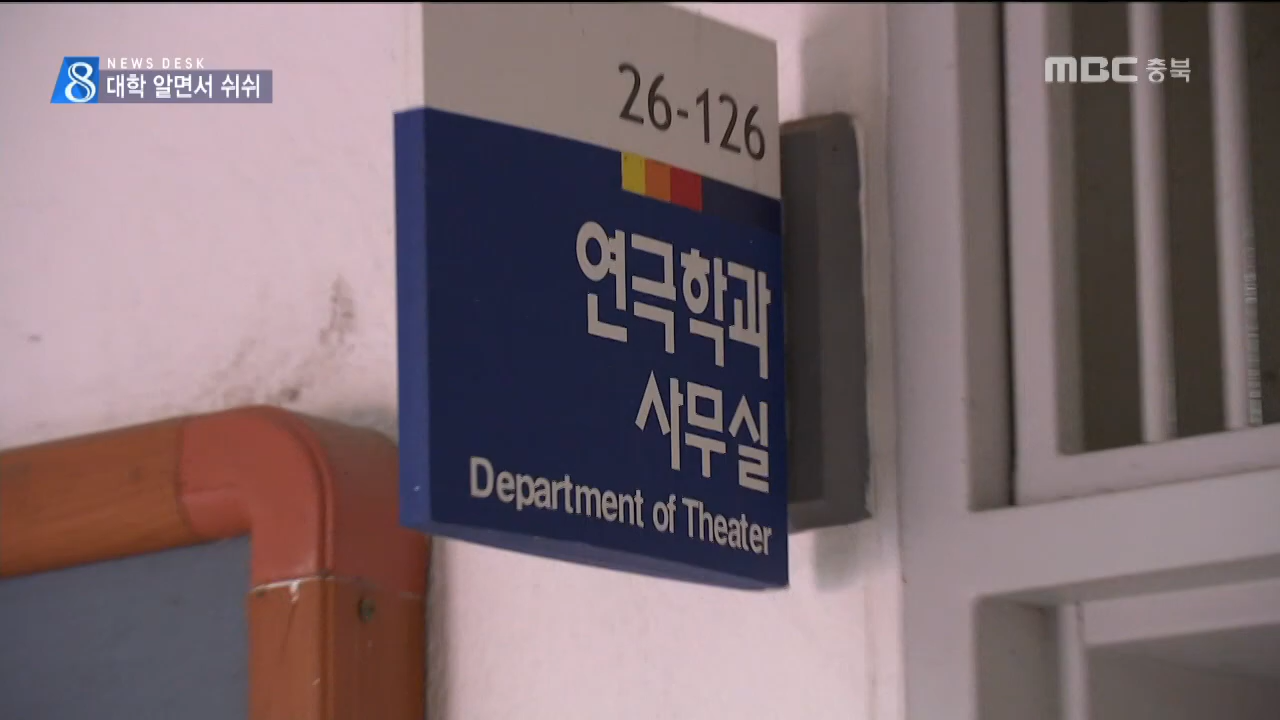 NEWS DESK
8 대학 알면서 쉬쉬
MBC 충북
26-126
연극학과
사무실
Department of Theater